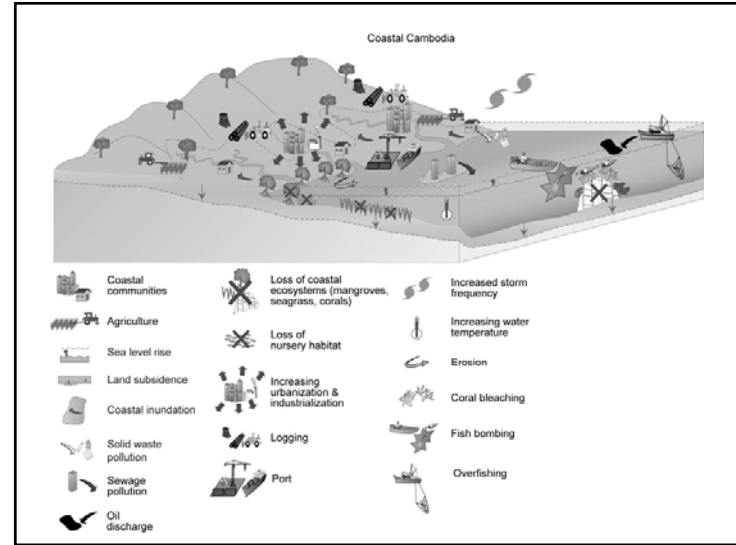 Coastal Cambodia
Coastal
communities
Agriculture
Sea level rise
Land subsidence
Coastal inundation
Solid waste
pollution
Sewage
pollution
Oil
discharge
Loss of coastal
ecosystems (mangroves,
seagrass, corals)
Loss of
nursery habitat
Increasing
urbanization &
industrialization
Logging
Port
Increased storm
frequency
Increasing water
temperature
Erosion
Coral bleaching
Fish bombing
Overfishing